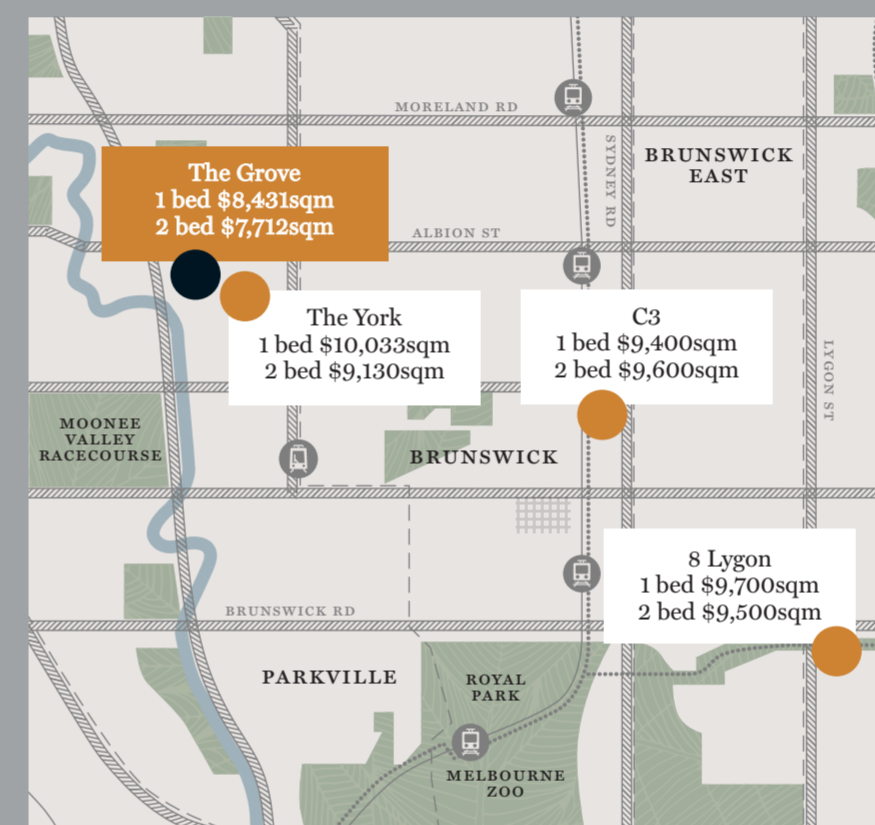 MORELAND RD
SYDNEY RD
BRUNSWICK
EAST
The Grove
1 bed $8,431sqm
2 bed $7,712sqm
ALBION ST
The York
1 bed $10,033sqm
2 bed $9,130sqm
C3
1 bed $9,400sqm
2 bed $9,600sqm
LYGON ST
MOONEE
VALLEY
RACECOURSE
BRUNSWICK
8 Lygon
1 bed $9,700sqm
2 bed $9,500sqm
BRUNSWICK RD
PARKVILLE
ROYAL
PARK
MELBOURNE
ZOO